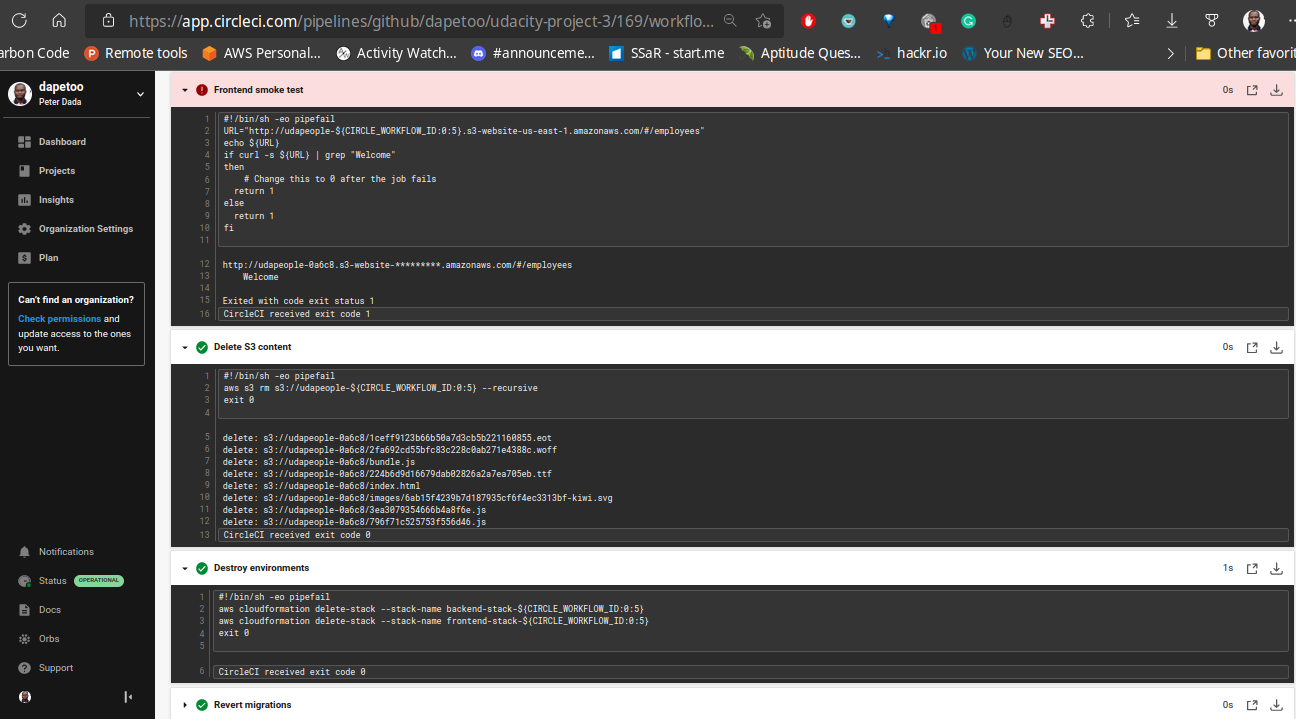 https://app.circleci.com/pipelines/github/dapetoo/udacity-project-3/169/workflo...
arbon Code
Remote tools
AWS Personal...
Activity Watch...
#announceme...
SSaR - start.me
Aptitude Ques...
hackr.io
Your New SEO...
Other favorit
dapetoo
Peter Dada
Dashboard
Projects
Insights
Organization Settings
Plan
Can't find an organization?
Check permissions and
update access to the ones
you want.
Notifications
Status OPERATIONAL
Docs
Orbs
Support
Frontend smoke test 0s
1 #!/bin/sh -eo pipefail
2 URL="http://udapeople-${CIRCLE_WORKFLOW_ID:0:5}.s3-website-us-east-1.amazonaws.com/#/employees"
3 echo ${URL}
4 if curl -s ${URL} | grep "Welcome"
5 then
6 # Change this to 0 after the job fails
7 return 1
8 else
9 return 1
10 fi
11
12 http://udapeople-0a6c8.s3-website-*********.amazonaws.com/#/employees
13 Welcome
14
15 Exited with code exit status 1
16 CircleCI received exit code 1
Delete S3 content 0s
1 #!/bin/sh -eo pipefail
2 aws s3 rm s3://udapeople-${CIRCLE_WORKFLOW_ID:0:5} --recursive
3 exit 0
4
5 delete: s3://udapeople-0a6c8/1ceff9123b66b50a7d3cb5b221160855.eot
6 delete: s3://udapeople-0a6c8/2fa692cd55bfc83c228c0ab271e4388c.woff
7 delete: s3://udapeople-0a6c8/bundle.js
8 delete: s3://udapeople-0a6c8/224b6d9d16679dab02826a2a7ea705eb.ttf
9 delete: s3://udapeople-0a6c8/index.html
10 delete: s3://udapeople-0a6c8/images/6ab15f4239b7d187935cf6f4ec3313bf-kiwi.svg
11 delete: s3://udapeople-0a6c8/3ea3079354666b4a8f6e.js
12 delete: s3://udapeople-0a6c8/796f71c525753f556d46.js
13 CircleCI received exit code 0
Destroy environments 1s
1 #!/bin/sh -eo pipefail
2 aws cloudformation delete-stack --stack-name backend-stack-${CIRCLE_WORKFLOW_ID:0:5}
3 aws cloudformation delete-stack --stack-name frontend-stack-${CIRCLE_WORKFLOW_ID:0:5}
4 exit 0
5
6 CircleCI received exit code 0
Revert migrations 0s